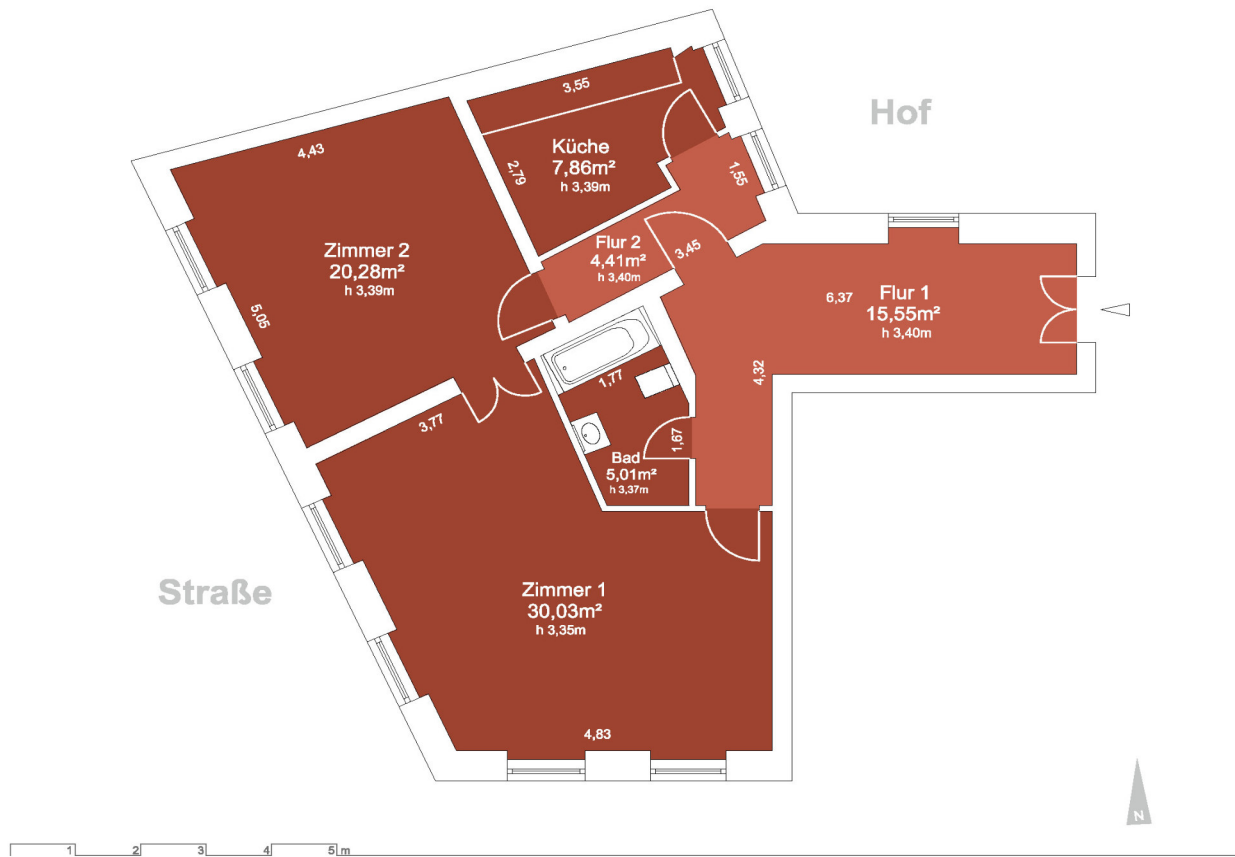 Hof
3,55
Küche
7,86m²
h 3,39m
2,79
1,55
4,43
Zimmer 2
20,28m²
h 3,39m
5,05
Flur 2
4,41m²
h 3,40m
3,45
6,37
Flur 1
15,55m²
h 3,40m
4,32
1,77
1,67
Bad
5,01m²
h 3,37m
3,77
Straße
Zimmer 1
30,03m²
h 3,35m
4,83
N
1 2 3 4 5 m